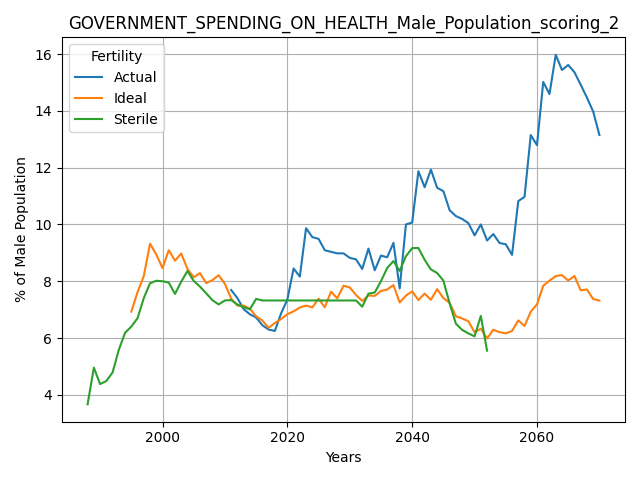 GOVERNMENT_SPENDING_ON_HEALTH_Male_Population_scoring_2
Fertility
Actual
Ideal
Sterile
% of Male Population
16
14
12
10
8
6
4
2000
2020
2040
2060
Years